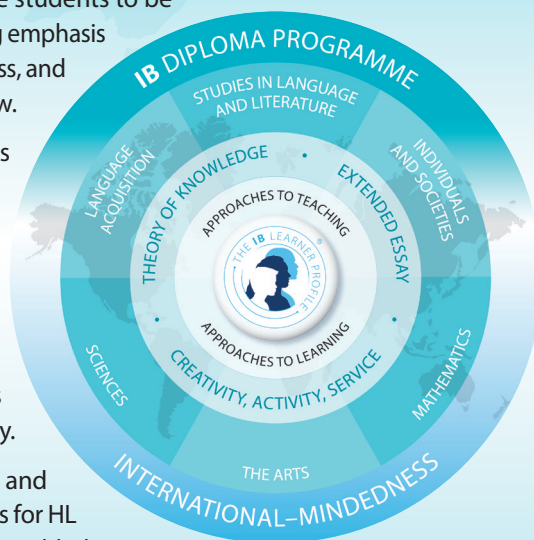 e students to be
g emphasis
ss, and
w.
s
s
y.
and
s for HL
IB DIPLOMA PROGRAMME
STUDIES IN LANGUAGE
AND LITERATURE
LANGUAGE
ACQUISITION
INDIVIDUALS
AND SOCIETIES
SCIENCES
MATHEMATICS
THE ARTS
THEORY OF KNOWLEDGE
•
EXTENDED ESSAY
•
CREATIVITY, ACTIVITY, SERVICE
•
APPROACHES TO TEACHING
APPROACHES TO LEARNING
THE IB LEARNER PROFILE
®
INTERNATIONAL–MINDEDNESS